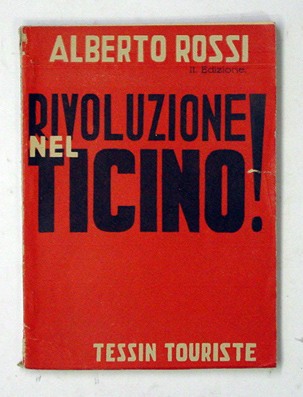 ALBERTO ROSSI
II. Edizione.
RIVOLUZIONE
NEL
TICINO!
TESSIN TOURISTE